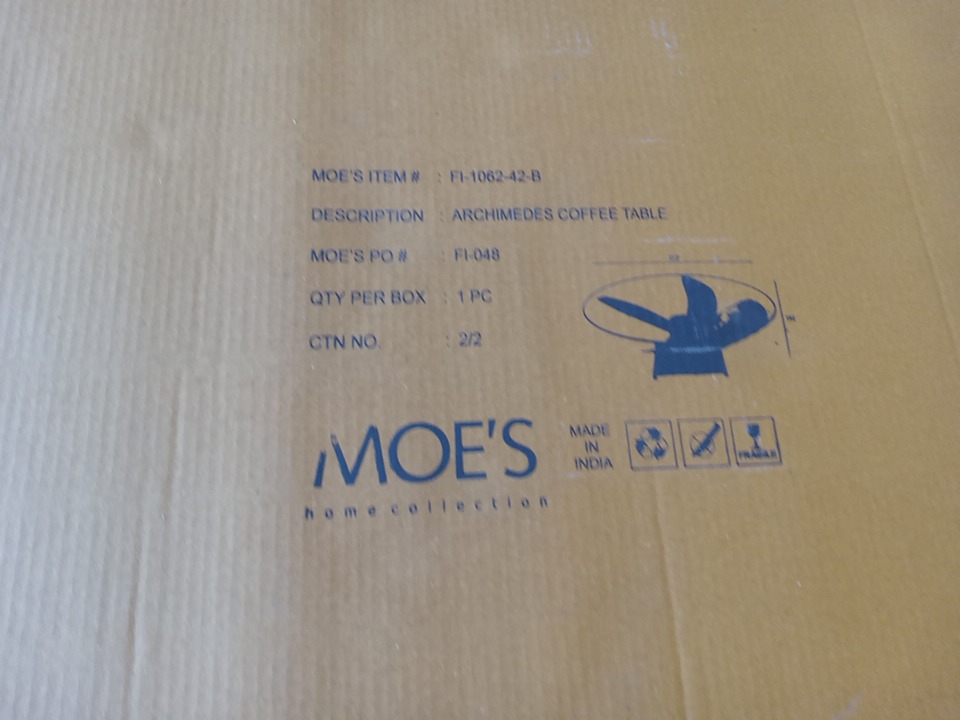 MOE'S ITEM # : FI-1062-42-B
DESCRIPTION : ARCHIMEDES COFFEE TABLE
MOE'S PO # : FI-048
QTY PER BOX : 1 PC
CTN NO. : 2/2
MOE'S
home collection
MADE
IN
INDIA
FRAGILE